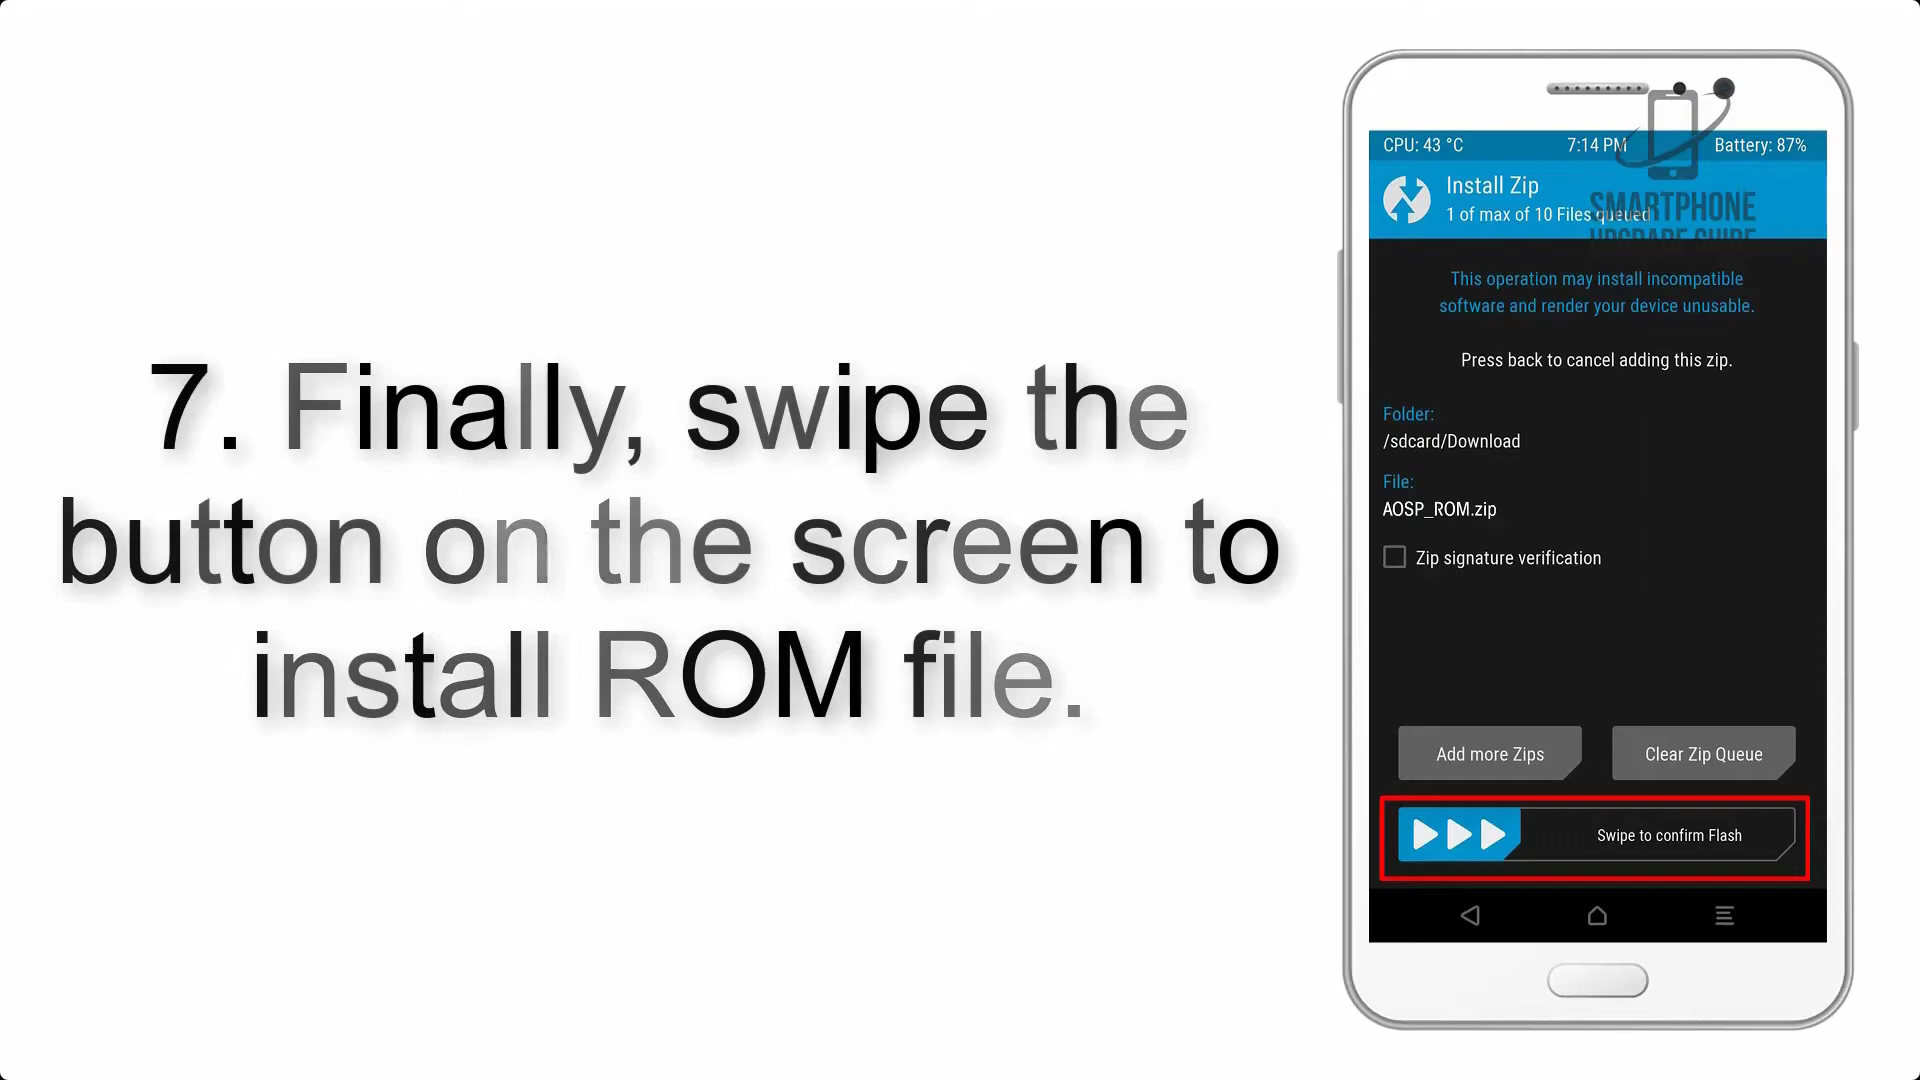 7. Finally, swipe the
button on the screen to
install ROM file.
CPU: 43 °C 7:14 PM Battery: 87%
Install Zip
1 of max of 10 Files queued
SMARTPHONE
UPGRADE GUIDE
This operation may install incompatible
software and render your device unusable.
Press back to cancel adding this zip.
Folder:
/sdcard/Download
File:
AOSP_ROM.zip
Zip signature verification
Add more Zips Clear Zip Queue
Swipe to confirm Flash